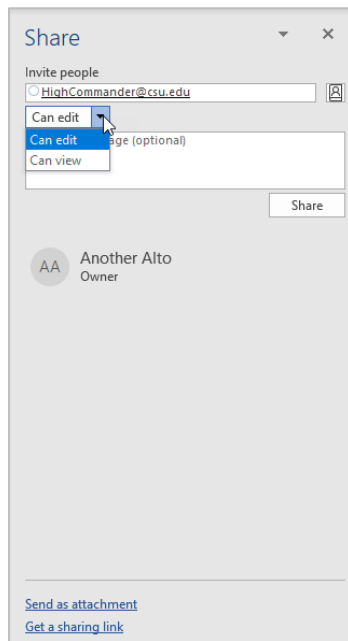 Share
Invite people
HighCommander@csu.edu
Can edit
Can edit
age (optional)
Can view
Share
AA
Another Alto
Owner
Send as attachment
Get a sharing link